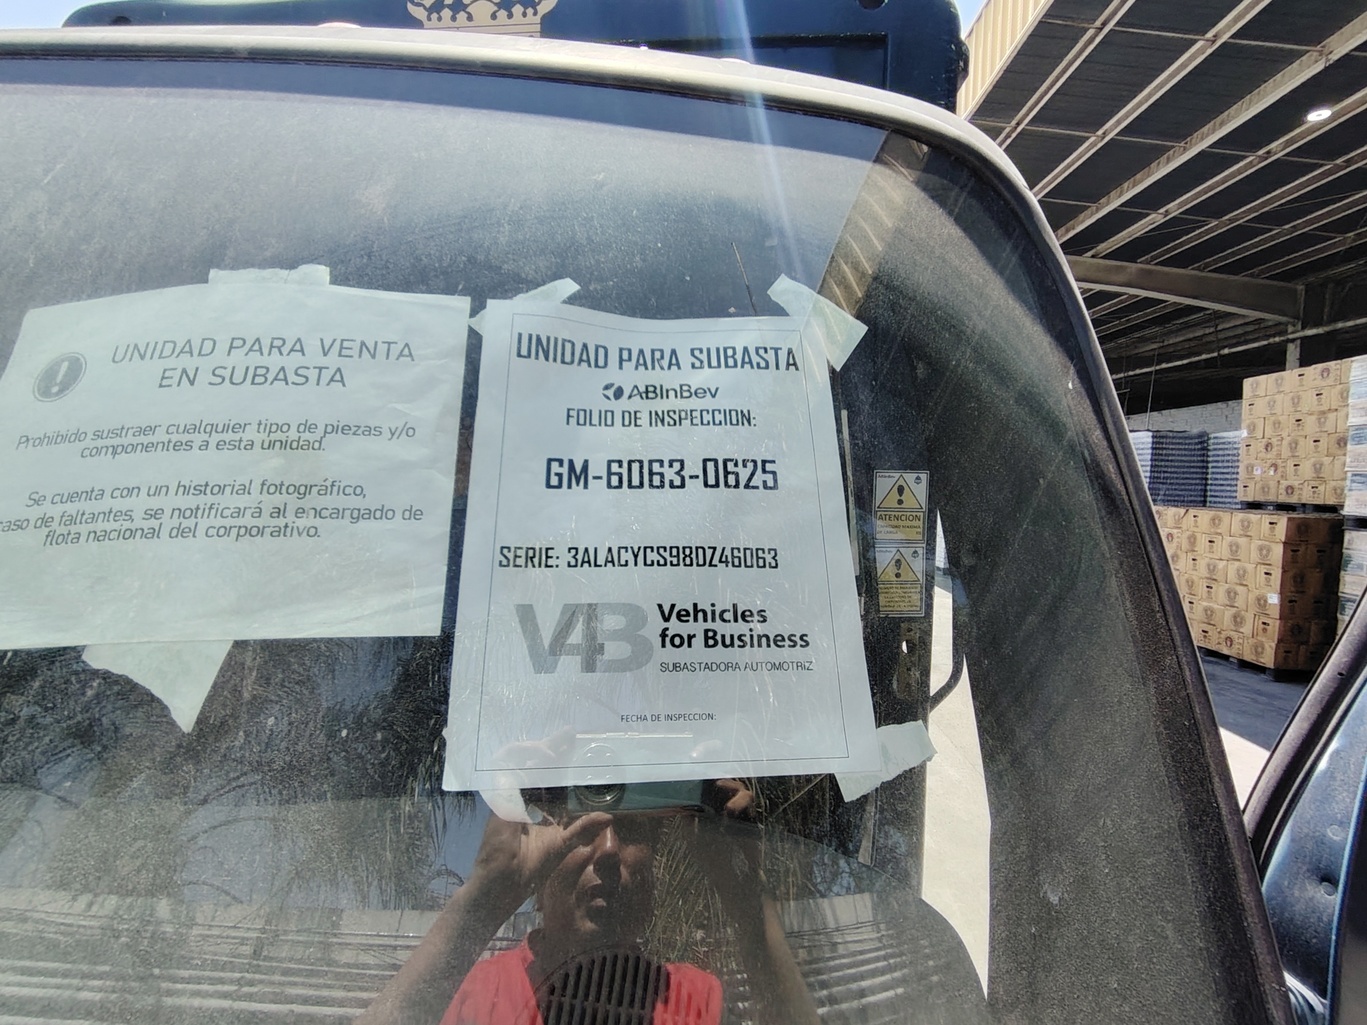 UNIDAD PARA VENTA
EN SUBASTA
Prohibido sustraer cualquier tipo de piezas y/o
componentes a esta unidad.
Se cuenta con un historial fotográfico,
caso de faltantes, se notificará al encargado de
flota nacional del corporativo.
UNIDAD PARA SUBASTA
ABInBev
FOLIO DE INSPECCION:
GM-6063-0625
SERIE: 3ALACYCS98DZ46063
V4B
Vehicles
for Business
SUBASTADORA AUTOMOTRIZ
FECHA DE INSPECCION:
ATENCION